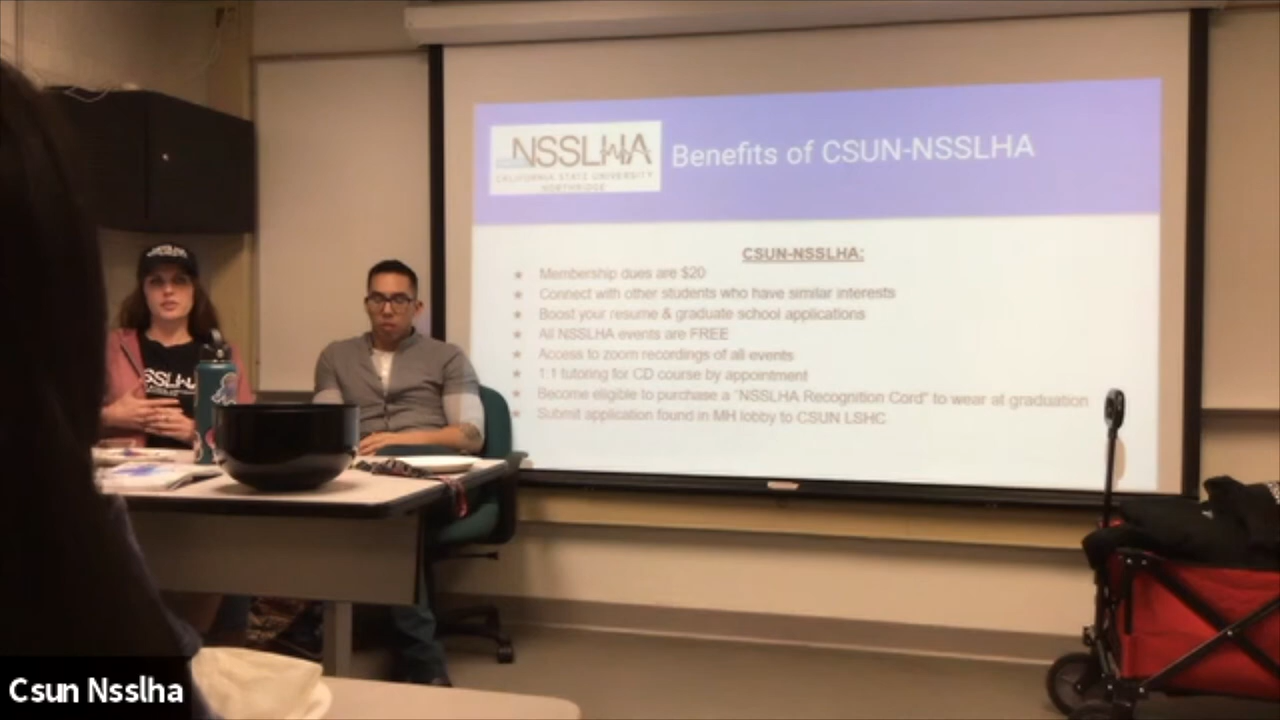 NSSLHA
CALIFORNIA STATE UNIVERSITY
NORTHRIDGE
Benefits of CSUN-NSSLHA
CSUN-NSSLHA:
★ Membership dues are $20
★ Connect with other students who have similar interests
★ Boost your resume & graduate school applications
★ All NSSLHA events are FREE
★ Access to zoom recordings of all events
★ 1:1 tutoring for CD course by appointment
★ Become eligible to purchase a "NSSLHA Recognition Cord" to wear at graduation
★ Submit application found in MH lobby to CSUN LSHC
Csun Nsslha